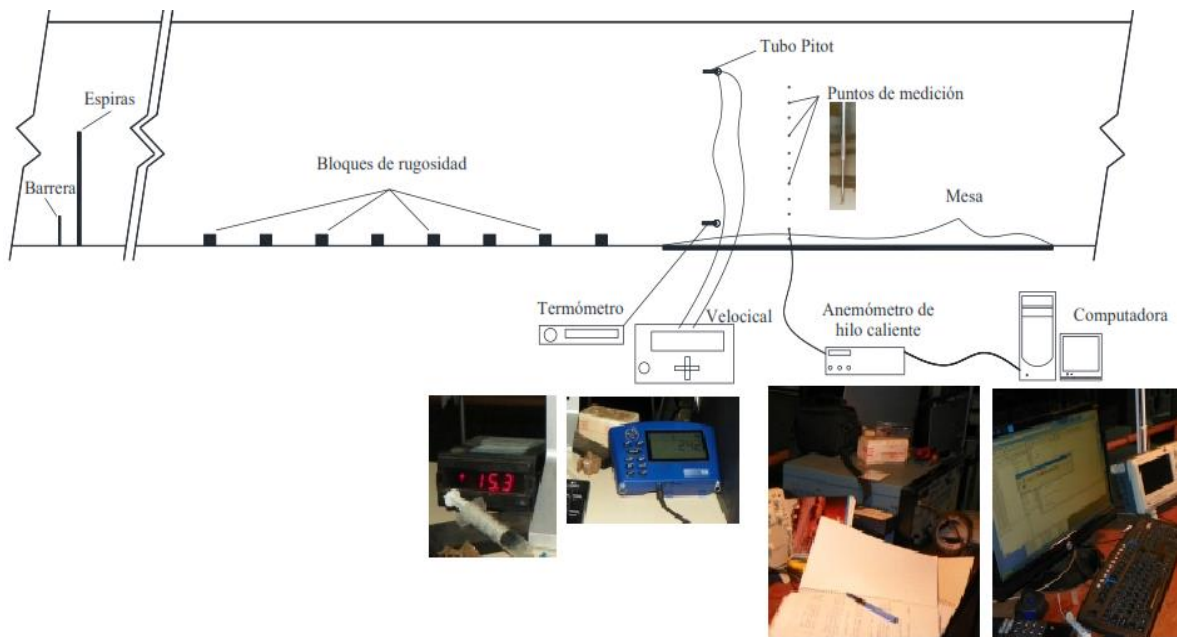 Tubo Pitot
Espiras
Puntos de medición
Bloques de rugosidad
Barrera
Mesa
Termómetro
Velocical
Anemómetro de
hilo caliente
Computadora
15.3